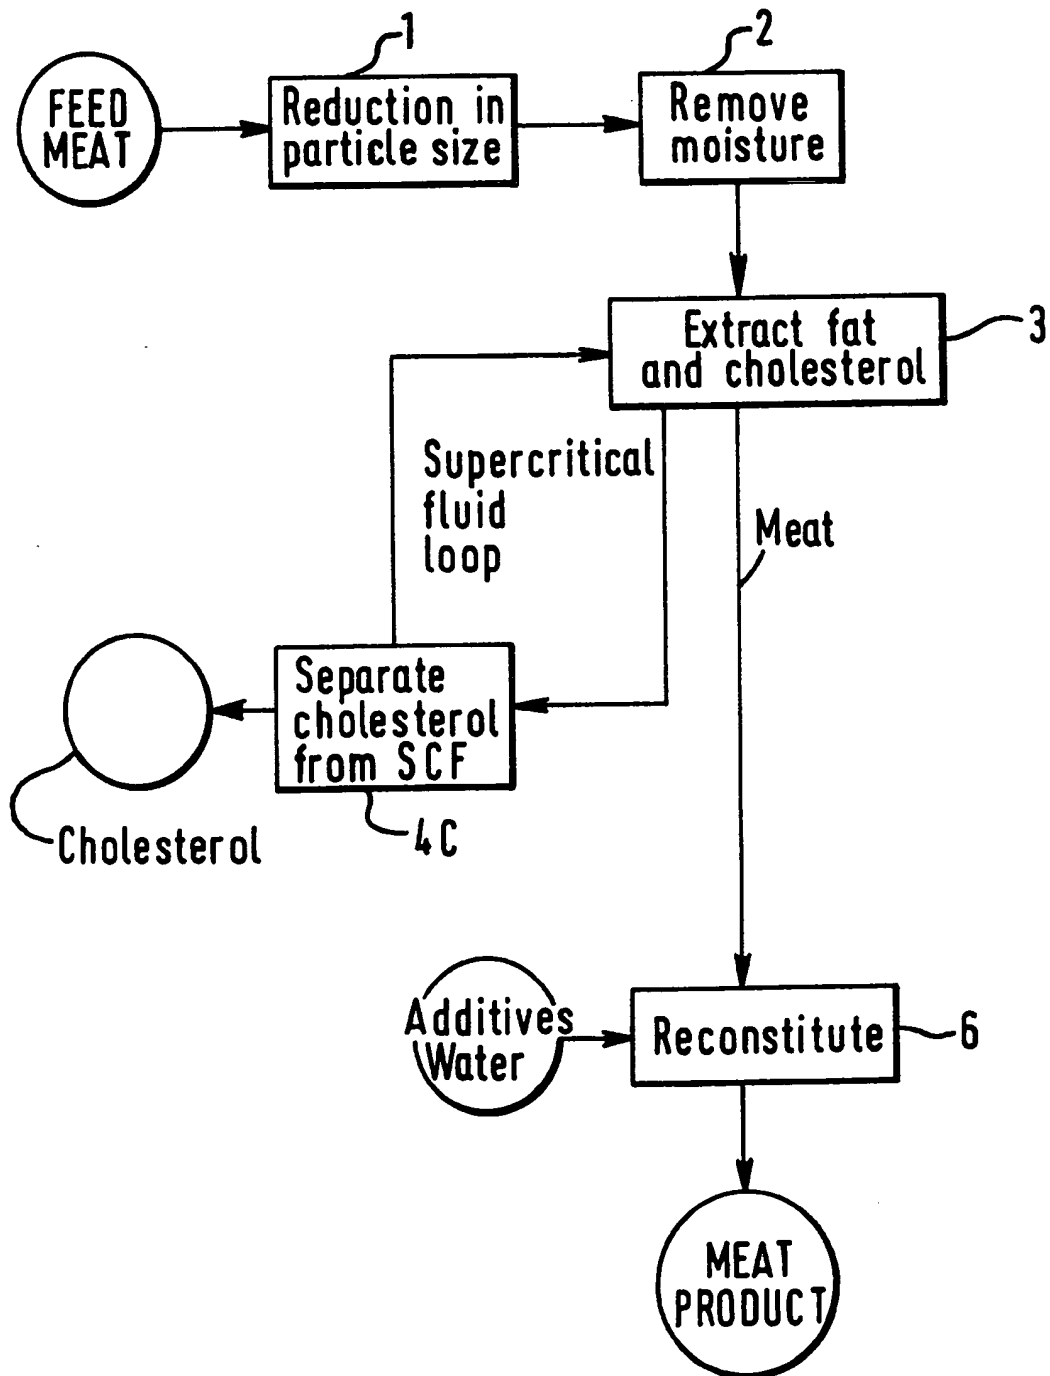 1
2
FEED
MEAT
Reduction in
particle size
Remove
moisture
Extract fat
and cholesterol
3
Supercritical
fluid
loop
Meat
Separate
cholesterol
from SCF
4C
Cholesterol
Additives
Water
Reconstitute
6
MEAT
PRODUCT